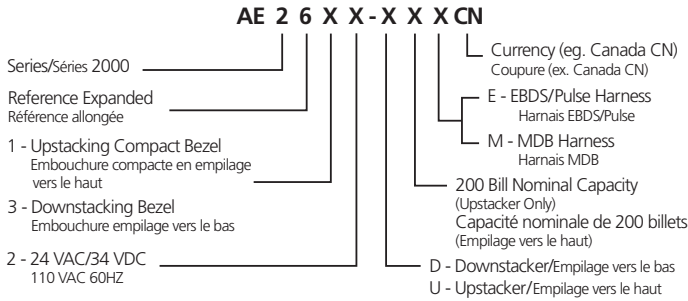 AE 2 6 X X - X X X CN
Series/Séries 2000
Reference Expanded
Référence allongée
1 - Upstacking Compact Bezel
Embouchure compacte en empilage
vers le haut
3 - Downstacking Bezel
Embouchure empilage vers le bas
2 - 24 VAC/34 VDC
110 VAC 60HZ
Currency (eg. Canada CN)
Coupure (ex. Canada CN)
E - EBDS/Pulse Harness
Harnais EBDS/Pulse
M - MDB Harness
Harnais MDB
200 Bill Nominal Capacity
(Upstacker Only)
Capacité nominale de 200 billets
(Empilage vers le haut)
D - Downstacker/Empilage vers le bas
U - Upstacker/Empilage vers le haut